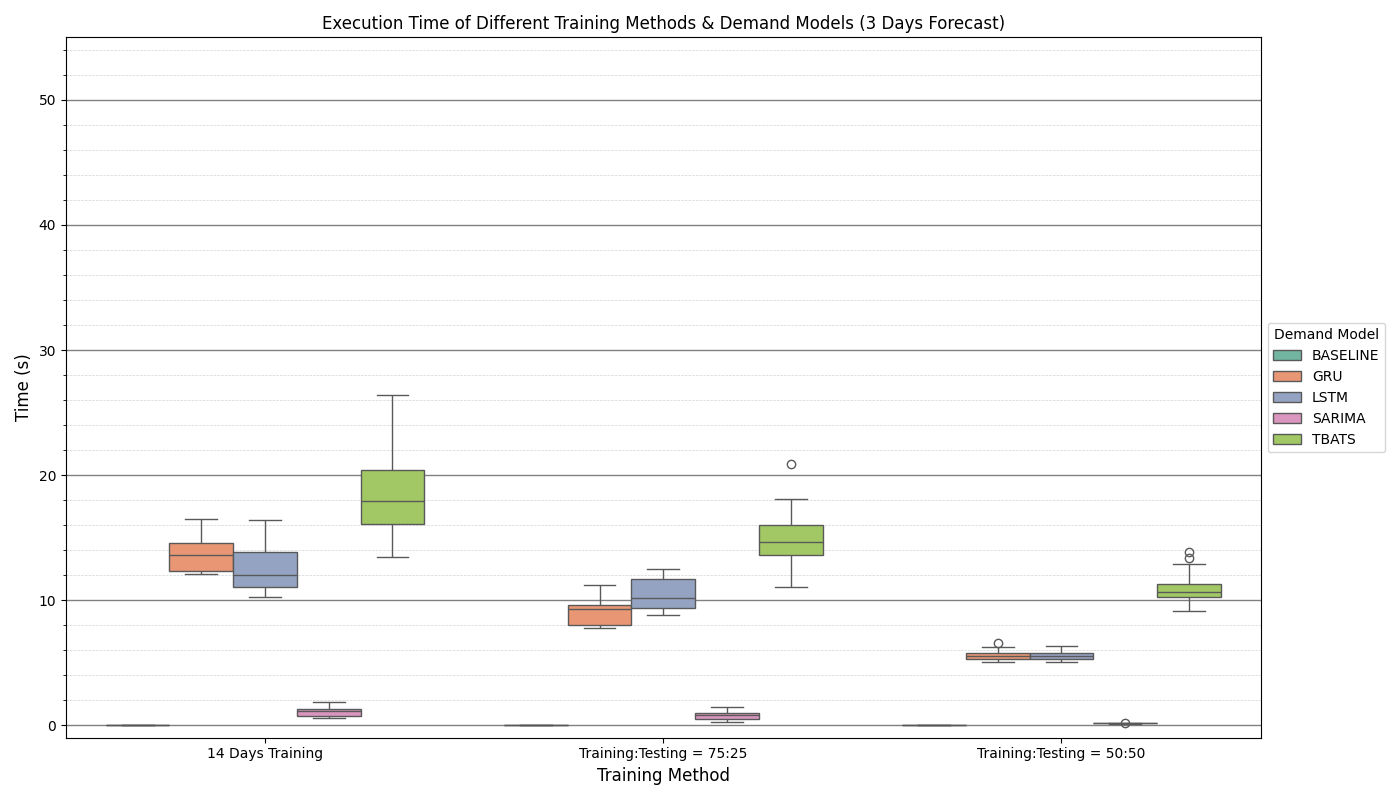 Execution Time of Different Training Methods & Demand Models (3 Days Forecast)
50
40
30
20
10
0
Time (s)
14 Days Training
Training:Testing = 75:25
Training:Testing = 50:50
Training Method
Demand Model
BASELINE
GRU
LSTM
SARIMA
TBATS